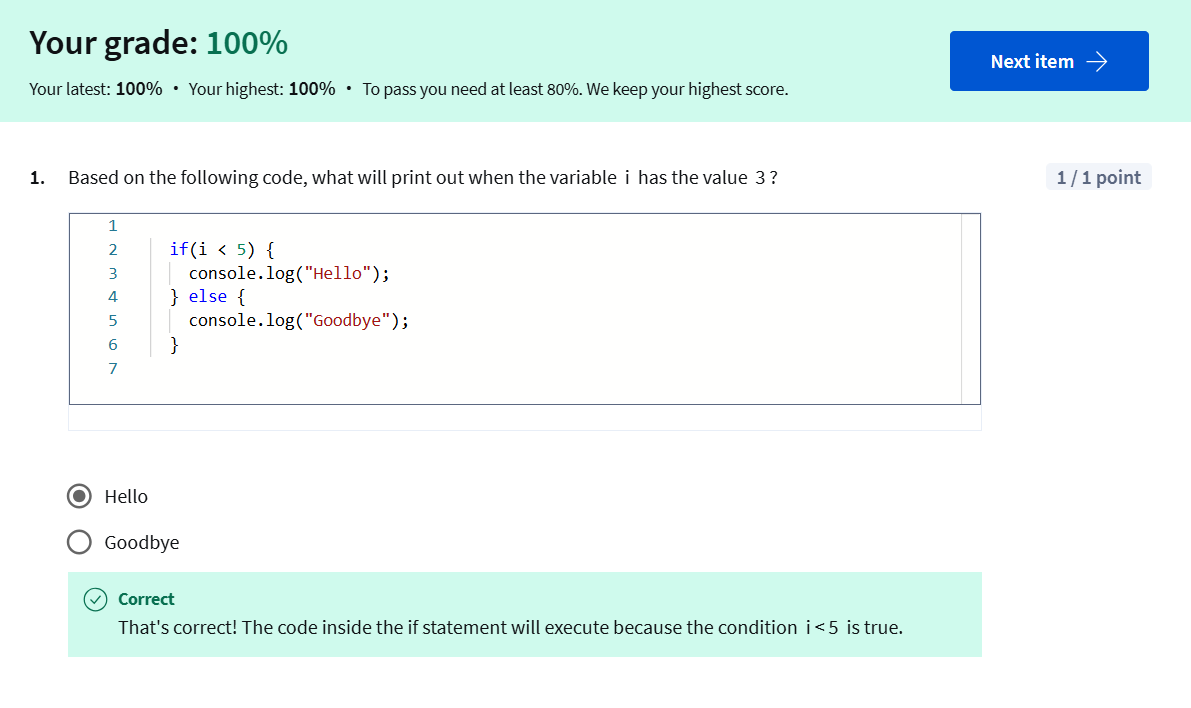 Your grade: 100%
Next item
Your latest: 100% • Your highest: 100% • To pass you need at least 80%. We keep your highest score.
1. Based on the following code, what will print out when the variable i has the value 3?
1 / 1 point
1
2 if(i < 5) {
3 console.log("Hello");
4 } else {
5 console.log("Goodbye");
6 }
7
Hello
Goodbye
Correct
That's correct! The code inside the if statement will execute because the condition i<5 is true.